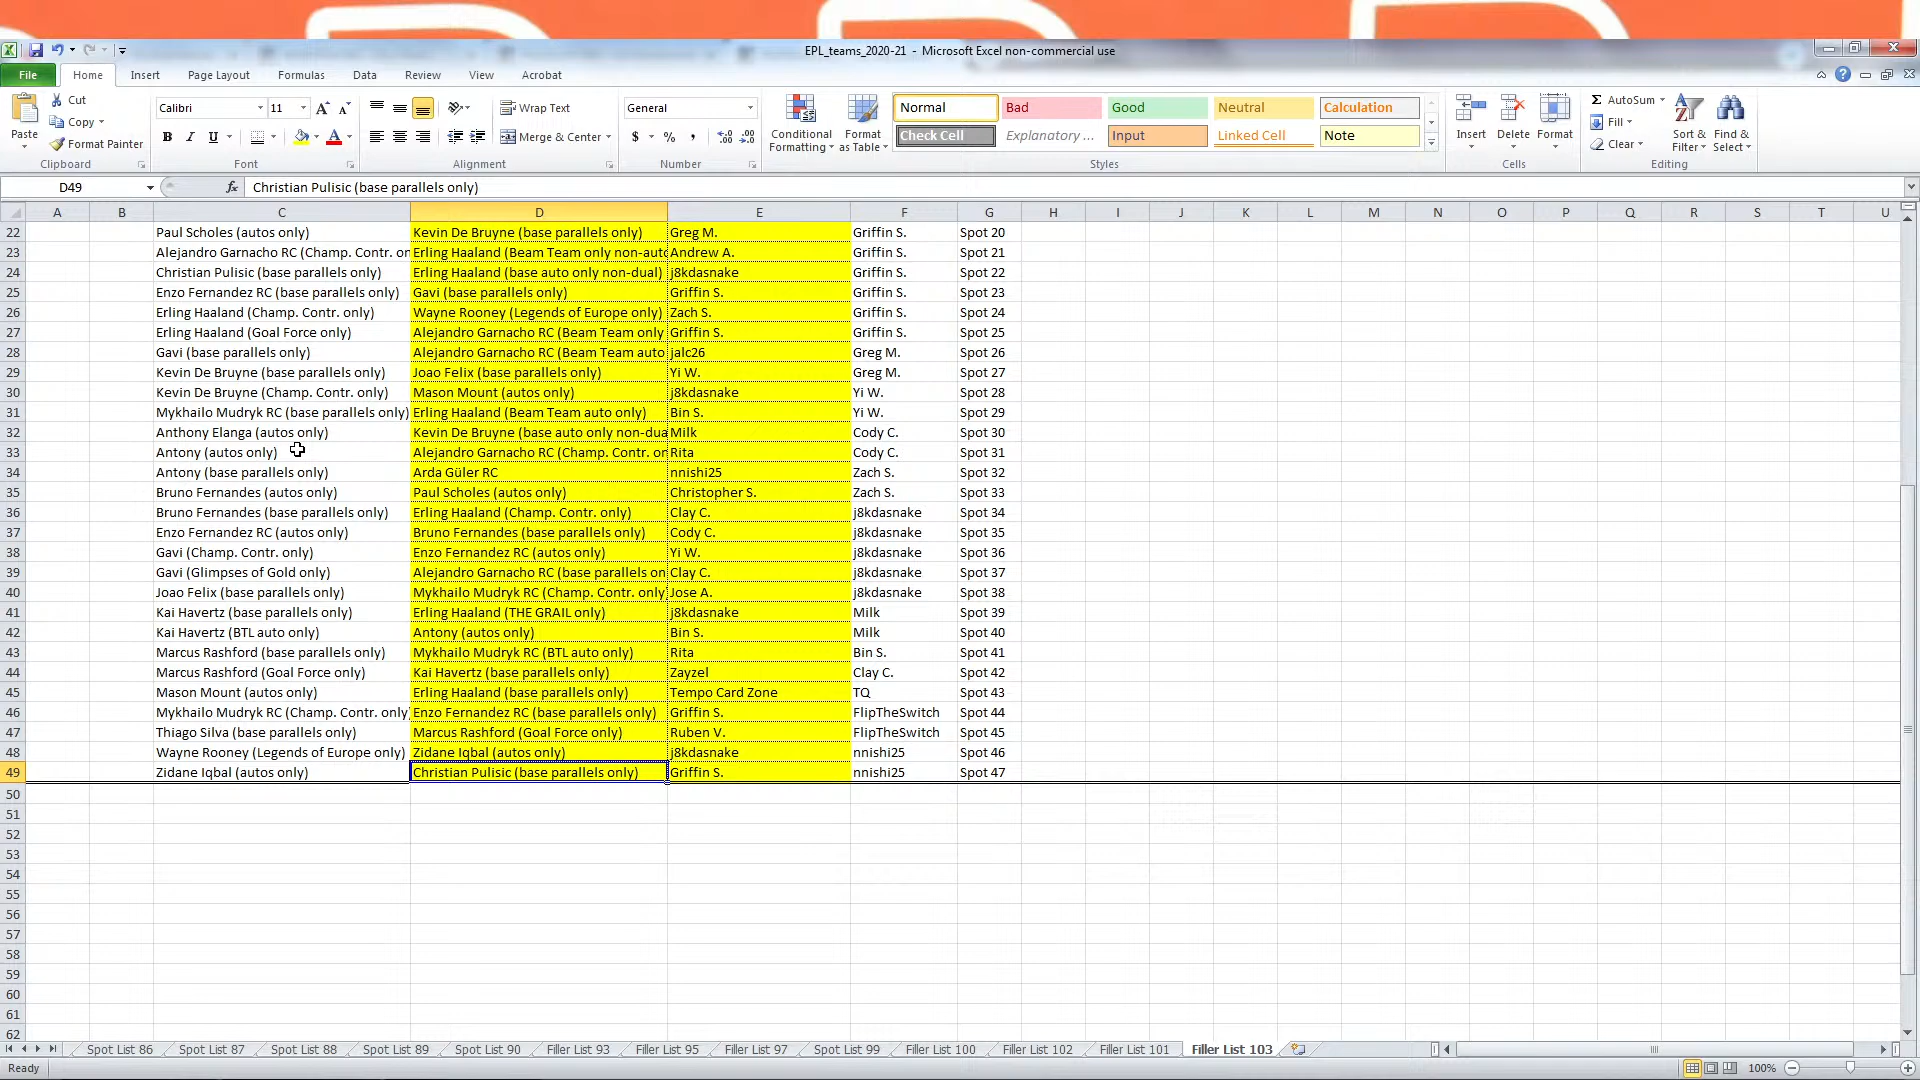 EPL_teams_2020-21 - Microsoft Excel non-commercial use
File Home Insert Page Layout Formulas Data Review View Acrobat
Paste Cut Copy Format Painter Clipboard
Calibri 11 B I U A Font
Wrap Text Merge & Center Alignment
General $ % , Number
Conditional Formatting Format as Table Normal Bad Good Neutral Calculation
Check Cell Explanatory ... Input Linked Cell Note Styles
Insert Delete Format Cells
Σ AutoSum Fill Clear Sort & Filter Find & Select Editing
D49 fx Christian Pulisic (base parallels only)
A B C D E F G H I J K L M N O P Q R S T U
22 Paul Scholes (autos only) Kevin De Bruyne (base parallels only) Greg M. Griffin S. Spot 20
23 Alejandro Garnacho RC (Champ. Contr. on Erling Haaland (Beam Team only non-auto Andrew A. Griffin S. Spot 21
24 Christian Pulisic (base parallels only) Erling Haaland (base auto only non-dual) j8kdasnake Griffin S. Spot 22
25 Enzo Fernandez RC (base parallels only) Gavi (base parallels only) Griffin S. Griffin S. Spot 23
26 Erling Haaland (Champ. Contr. only) Wayne Rooney (Legends of Europe only) Zach S. Griffin S. Spot 24
27 Erling Haaland (Goal Force only) Alejandro Garnacho RC (Beam Team only Griffin S. Griffin S. Spot 25
28 Gavi (base parallels only) Alejandro Garnacho RC (Beam Team auto jalc26 Greg M. Spot 26
29 Kevin De Bruyne (base parallels only) Joao Felix (base parallels only) Yi W. Greg M. Spot 27
30 Kevin De Bruyne (Champ. Contr. only) Mason Mount (autos only) j8kdasnake Yi W. Spot 28
31 Mykhailo Mudryk RC (base parallels only) Erling Haaland (Beam Team auto only) Bin S. Yi W. Spot 29
32 Anthony Elanga (autos only) Kevin De Bruyne (base auto only non-dua Milk Cody C. Spot 30
33 Antony (autos only) Alejandro Garnacho RC (Champ. Contr. on Rita Cody C. Spot 31
34 Antony (base parallels only) Arda Güler RC nnishi25 Zach S. Spot 32
35 Bruno Fernandes (autos only) Paul Scholes (autos only) Christopher S. Zach S. Spot 33
36 Bruno Fernandes (base parallels only) Erling Haaland (Champ. Contr. only) Clay C. j8kdasnake Spot 34
37 Enzo Fernandez RC (autos only) Bruno Fernandes (base parallels only) Cody C. j8kdasnake Spot 35
38 Gavi (Champ. Contr. only) Enzo Fernandez RC (autos only) Yi W. j8kdasnake Spot 36
39 Gavi (Glimpses of Gold only) Alejandro Garnacho RC (base parallels on Clay C. j8kdasnake Spot 37
40 Joao Felix (base parallels only) Mykhailo Mudryk RC (Champ. Contr. only Jose A. j8kdasnake Spot 38
41 Kai Havertz (base parallels only) Erling Haaland (THE GRAIL only) j8kdasnake Milk Spot 39
42 Kai Havertz (BTL auto only) Antony (autos only) Bin S. Milk Spot 40
43 Marcus Rashford (base parallels only) Mykhailo Mudryk RC (BTL auto only) Rita Bin S. Spot 41
44 Marcus Rashford (Goal Force only) Kai Havertz (base parallels only) Zayzel Clay C. Spot 42
45 Mason Mount (autos only) Erling Haaland (base parallels only) Tempo Card Zone TQ Spot 43
46 Mykhailo Mudryk RC (Champ. Contr. only) Enzo Fernandez RC (base parallels only) Griffin S. FlipTheSwitch Spot 44
47 Thiago Silva (base parallels only) Marcus Rashford (Goal Force only) Ruben V. FlipTheSwitch Spot 45
48 Wayne Rooney (Legends of Europe only) Zidane Iqbal (autos only) j8kdasnake nnishi25 Spot 46
49 Zidane Iqbal (autos only) Christian Pulisic (base parallels only) Griffin S. nnishi25 Spot 47
50
51
52
53
54
55
56
57
58
59
60
61
62
Spot List 86 Spot List 87 Spot List 88 Spot List 89 Spot List 90 Filler List 93 Filler List 95 Filler List 97 Spot List 99 Filler List 100 Filler List 102 Filler List 101 Filler List 103
Ready 100%